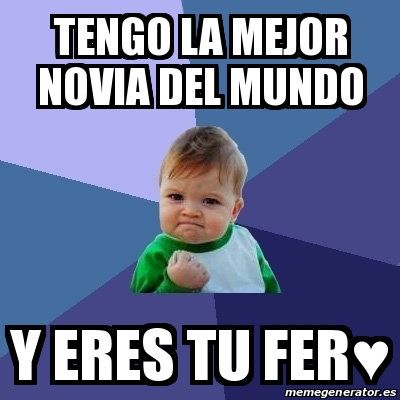 TENGO LA MEJOR
NOVIA DEL MUNDO
Y ERES TU FER♥
memegenerator.es